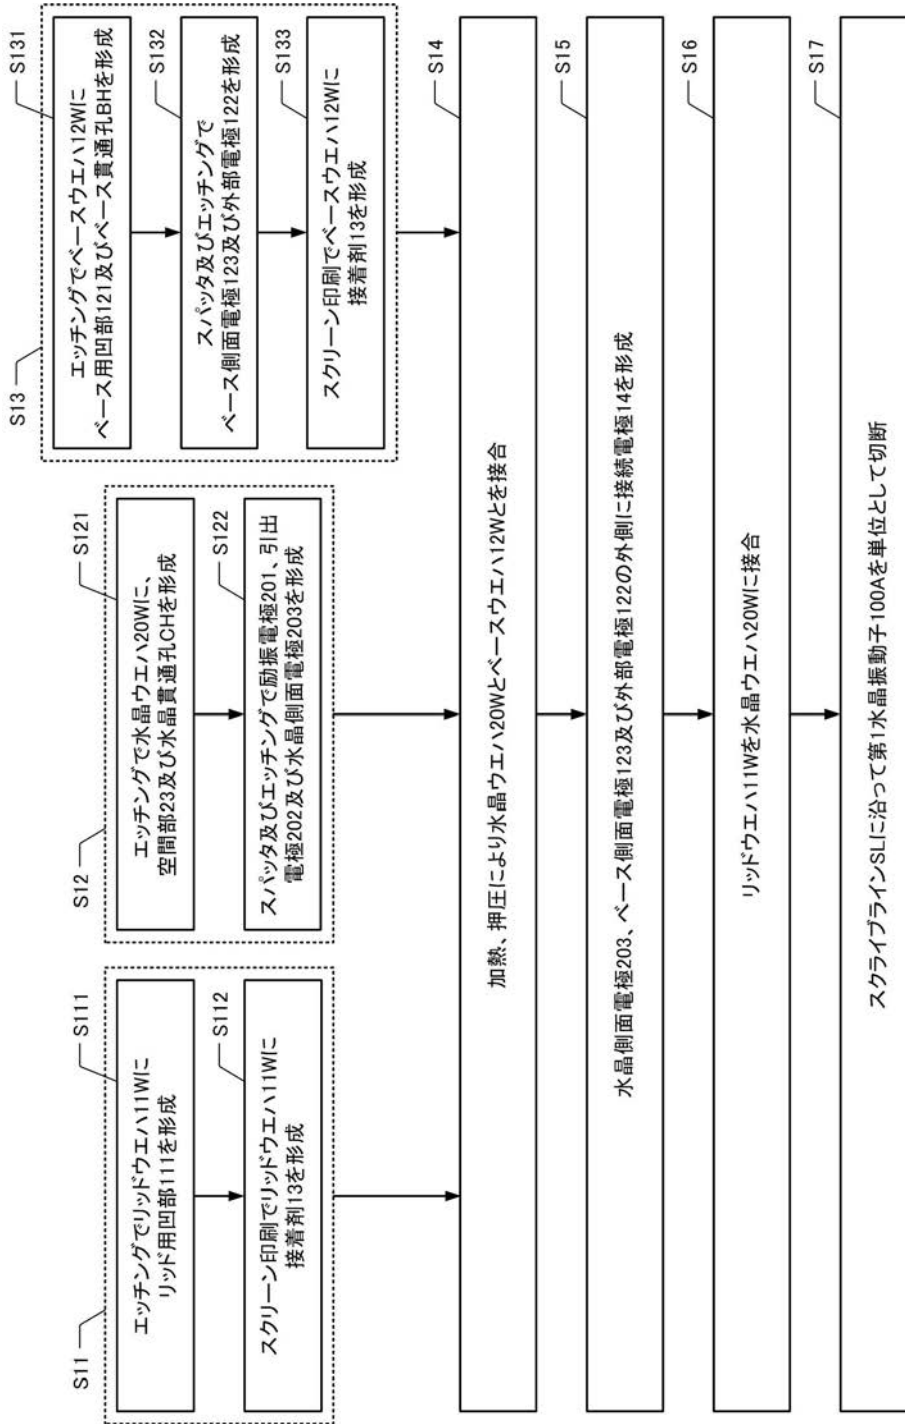 S11
S111
エッチングでリッドウエハ11Wに
リッド用凹部111を形成
S112
スクリーン印刷でリッドウエハ11Wに
接着剤13を形成
S12
S121
エッチングで水晶ウエハ20Wに、
空間部23及び水晶貫通孔CHを形成
S122
スパッタ及びエッチングで励振電極201、引出
電極202及び水晶側面電極203を形成
S13
S131
エッチングでベースウエハ12Wに
ベース用凹部121及びベース貫通孔BHを形成
S132
スパッタ及びエッチングで
ベース側面電極123及び外部電極122を形成
S133
スクリーン印刷でベースウエハ12Wに
接着剤13を形成
S14
加熱、押圧により水晶ウエハ20Wとベースウエハ12Wとを接合
S15
水晶側面電極203、ベース側面電極123及び外部電極122の外側に接続電極14を形成
S16
リッドウエハ11Wを水晶ウエハ20Wに接合
S17
スクライブラインSLに沿って第1水晶振動子100Aを単位として切断